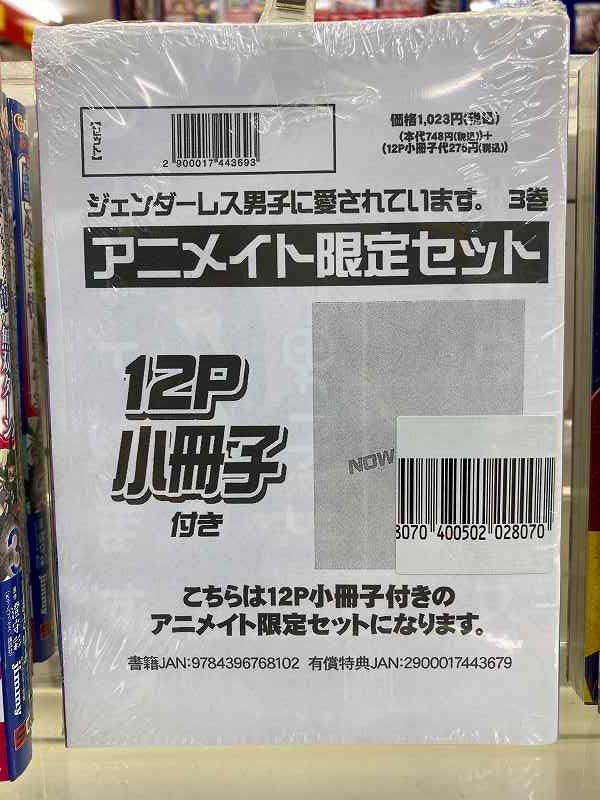 【セット】
2 900017 443693
価格1,023円(税込)
(本代748円(税込))+
(12P小冊子代275円(税込))
ジェンダーレス男子に愛されています。 3巻
アニメイト限定セット
12P
小冊子
付き
NOW
8070 400502 028070
こちらは12P小冊子付きの
アニメイト限定セットになります。
書籍JAN:9784396768102 有償特典JAN:2900017443679
Jimmy